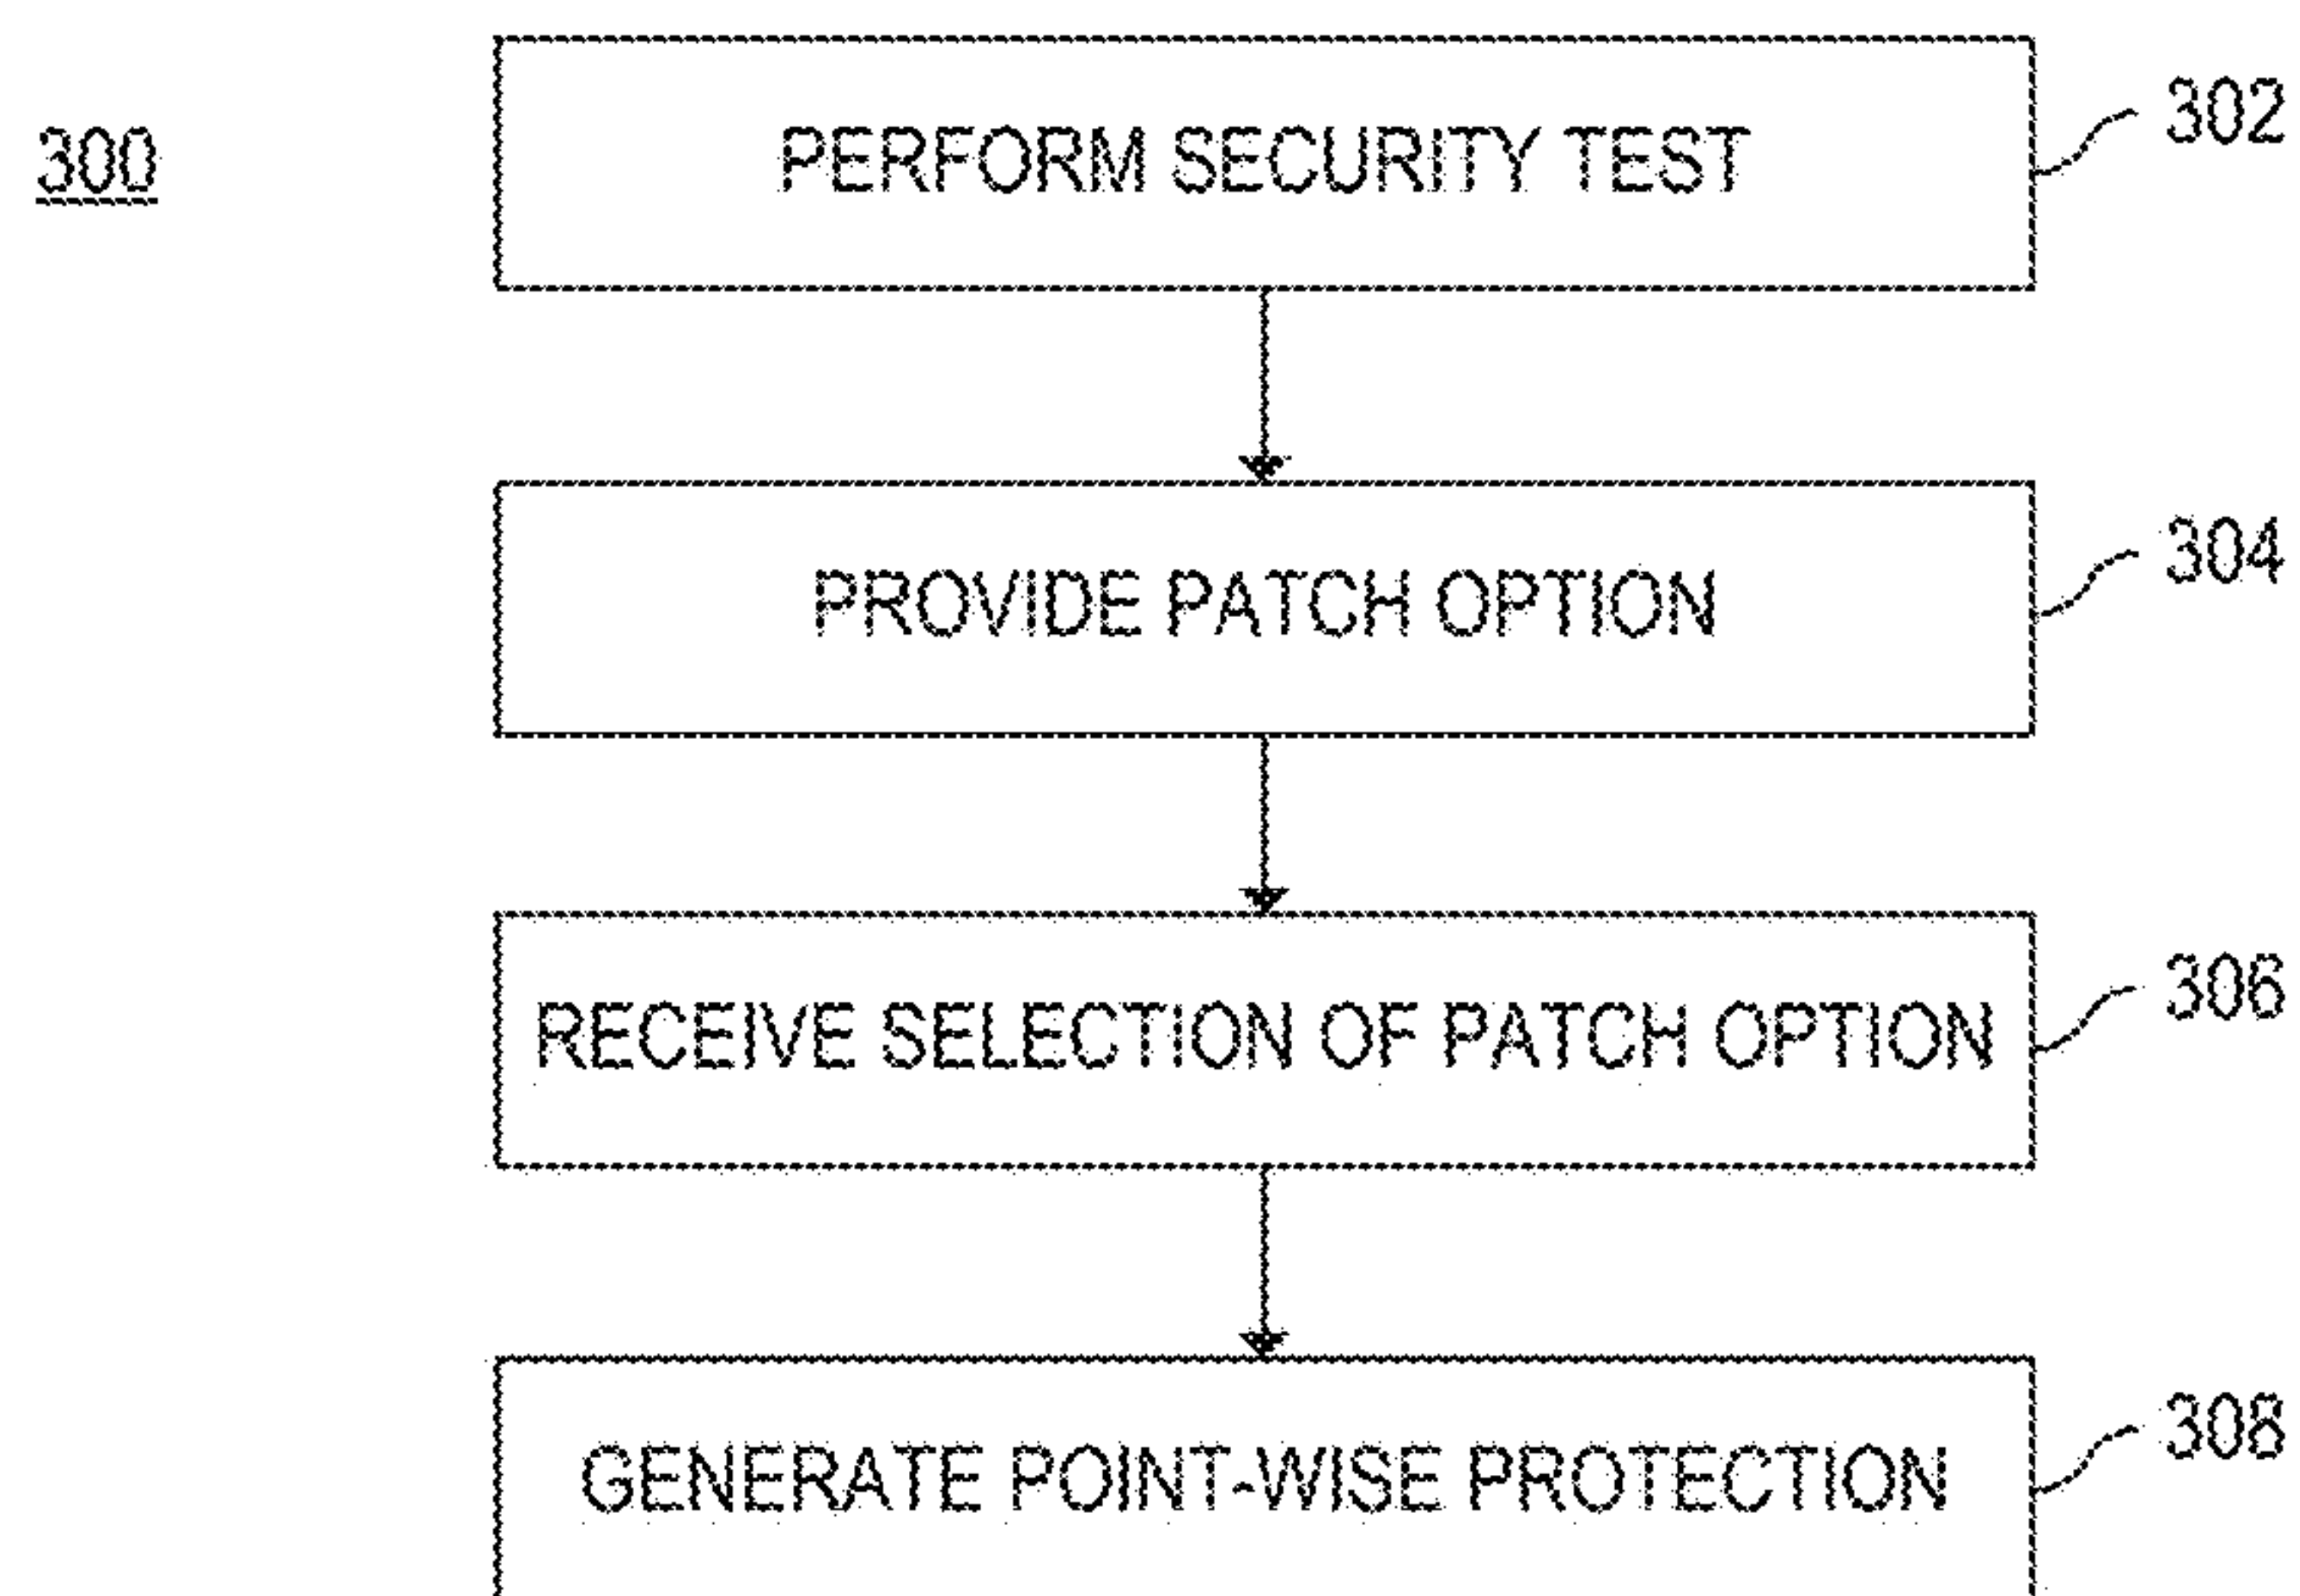 300
PERFORM SECURITY TEST
302
PROVIDE PATCH OPTION
304
RECEIVE SELECTION OF PATCH OPTION
306
GENERATE POINT-WISE PROTECTION
308